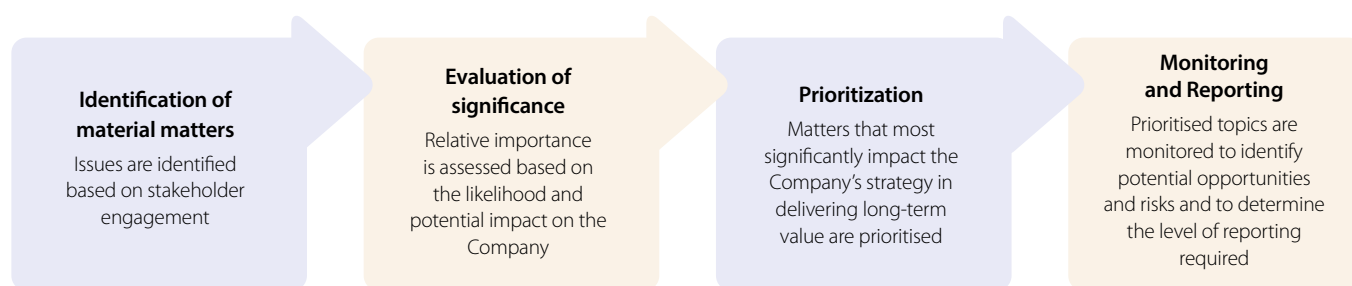 Identification of
material matters
Issues are identified
based on stakeholder
engagement
Evaluation of
significance
Relative importance
is assessed based on
the likelihood and
potential impact on the
Company
Prioritization
Matters that most
significantly impact the
Company's strategy in
delivering long-term
value are prioritised
Monitoring
and Reporting
Prioritised topics are
monitored to identify
potential opportunities
and risks and to determine
the level of reporting
required